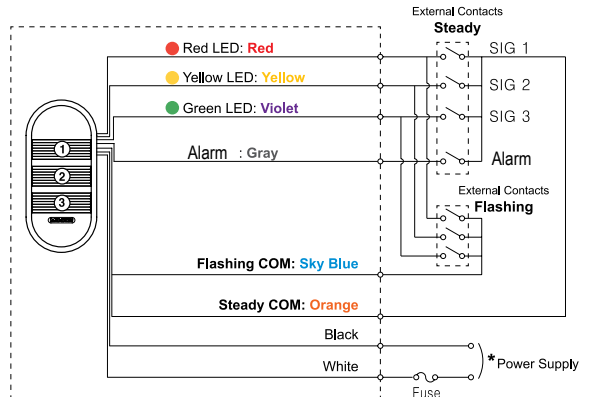 External Contacts
Steady
Red LED: Red
SIG 1
Yellow LED: Yellow
SIG 2
Green LED: Violet
SIG 3
Alarm : Gray
Alarm
1
2
3
External Contacts
Flashing
Flashing COM: Sky Blue
Steady COM: Orange
Black
White
*Power Supply
Fuse